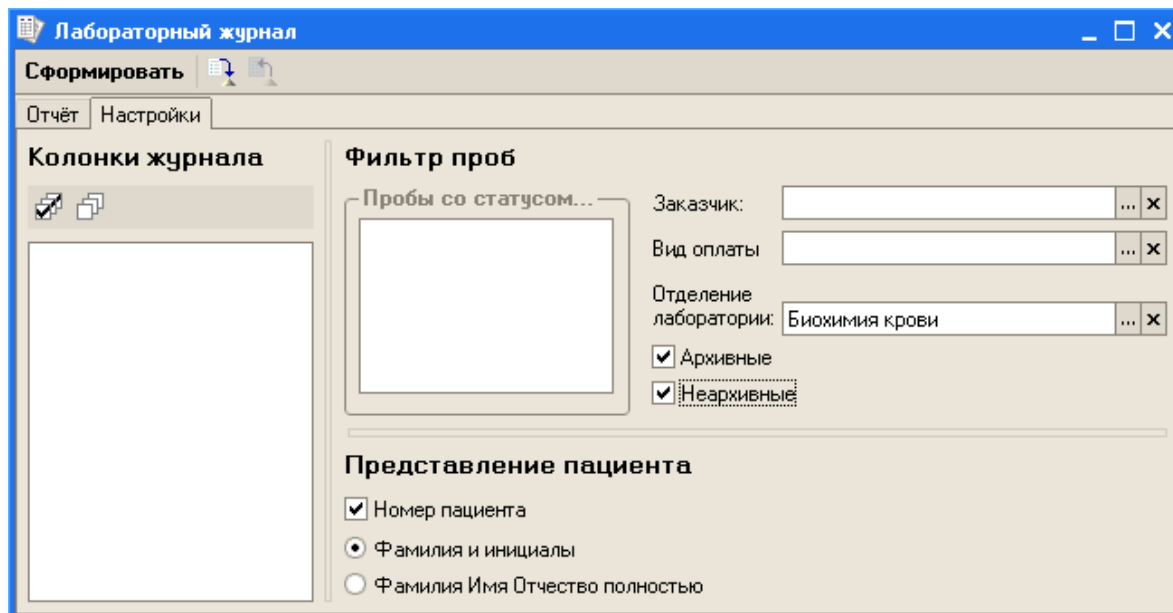 Лабораторный журнал
Сформировать
Отчёт Настройки
Колонки журнала
Фильтр проб
Пробы со статусом...
Заказчик:
Вид оплаты
Отделение
лаборатории: Биохимия крови
Архивные
Неархивные
Представление пациента
Номер пациента
Фамилия и инициалы
Фамилия Имя Отчество полностью